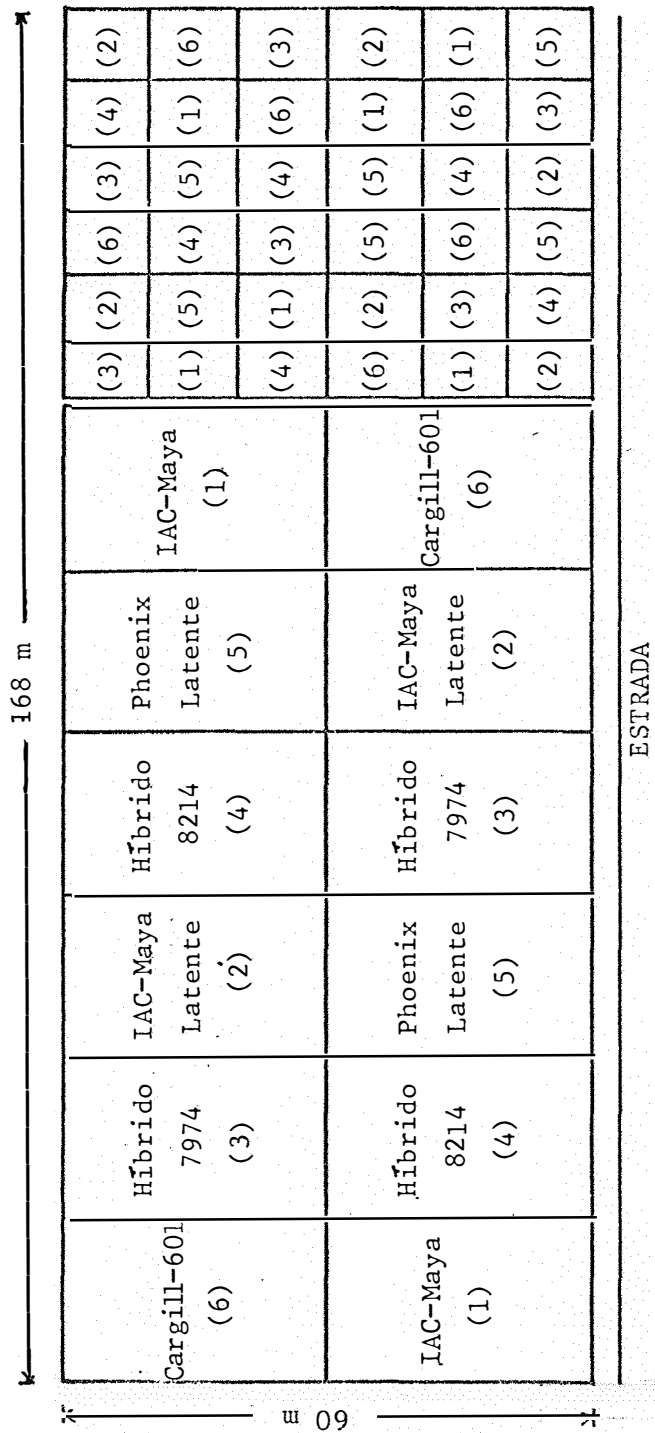 168 m
60 m
Cargill-601
(6)
Híbrido
7974
(3)
IAC-Maya
Latente
(2)
Híbrido
8214
(4)
Phoenix
Latente
(5)
IAC-Maya
(1)
IAC-Maya
(1)
Híbrido
8214
(4)
Phoenix
Latente
(5)
Híbrido
7974
(3)
IAC-Maya
Latente
(2)
Cargill-601
(6)
(3) (2) (6) (3) (4) (2)
(1) (5) (4) (5) (1) (6)
(4) (1) (3) (4) (6) (3)
(6) (2) (5) (5) (1) (2)
(1) (3) (6) (4) (6) (1)
(2) (4) (5) (2) (3) (5)
ESTRADA